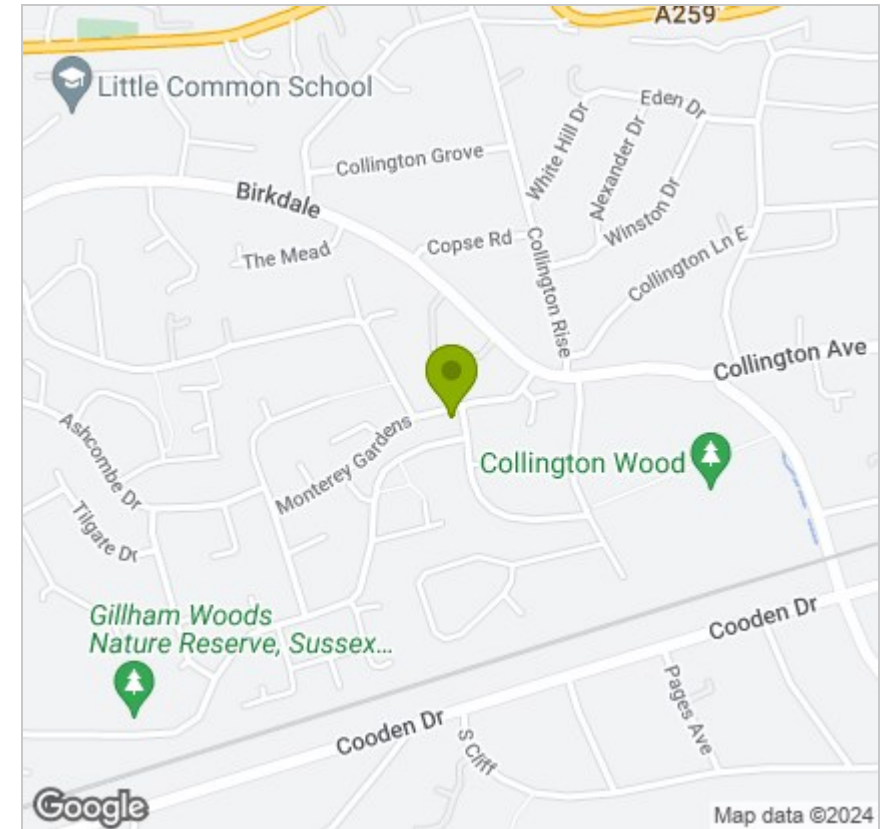 A259
Little Common School
Eden Dr
White Hill Dr
Alexander Dr
Collington Grove
Winston Dr
Birkdale
Copse Rd
The Mead
Collington Ln E
Collington Rise
Collington Ave
Ashcombe Dr
Monterey Gardens
Collington Wood
Tilgate Dr
Gillham Woods
Nature Reserve, Sussex...
Cooden Dr
Pages Ave
Cooden Dr
S Cliff
Google
Map data ©2024